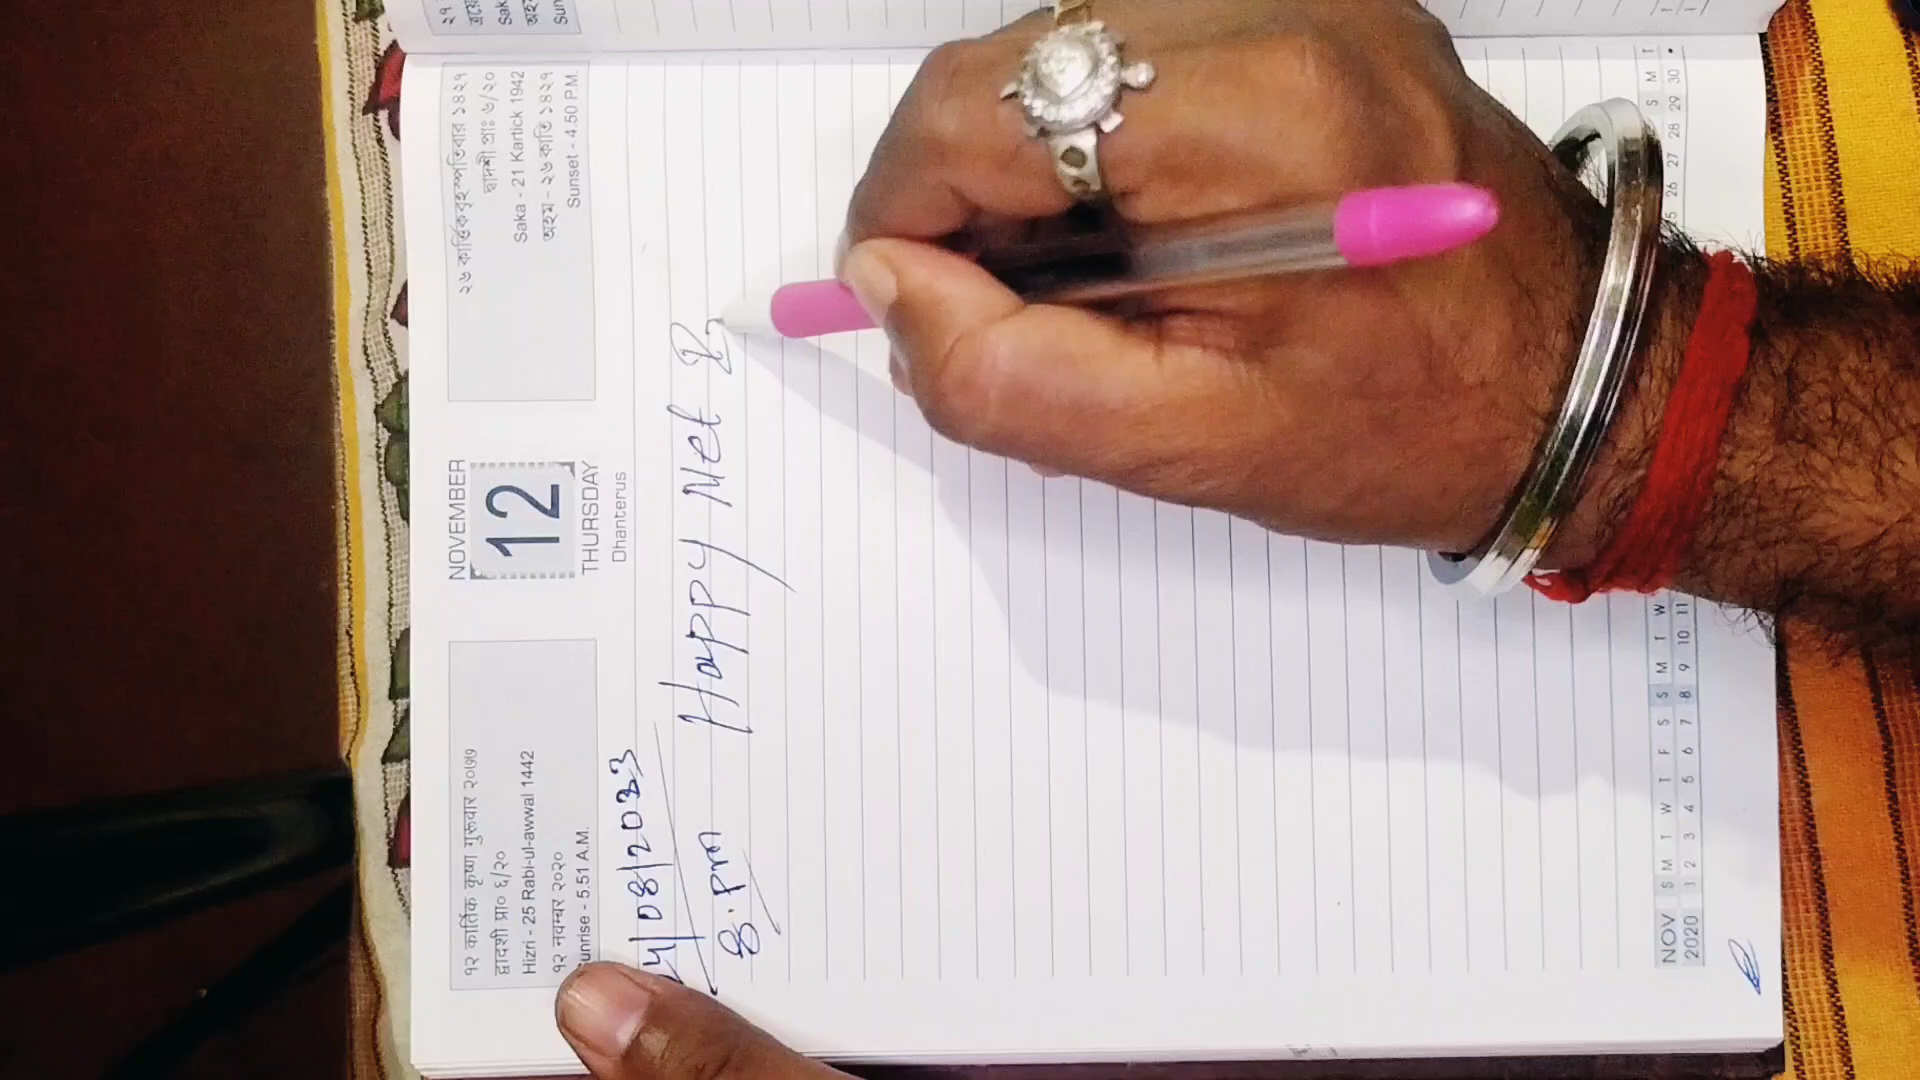 ২৭
Sun
१२ कार्तिक कृष्ण गुरूवार २०७७
द्वादशी प्रा० ६/२०
Hizri - 25 Rabi-ul-awwal 1442
१२ नवम्बर २०२०
unrise - 5.51 A.M.
NOVEMBER
12
THURSDAY
Dhanterus
২৬ কার্ত্তিক বৃহস্পতিবার ১৪২৭
দ্বাদশী প্রাঃ ৬/২০
Saka - 21 Kartick 1942
অহম - ২৬ কাতি ১৪২৭
Sunset - 4.50 P.M.
/08/2023
8.pm
Happy
NOV S M T W T F S S M T W S M T
2020 1 2 3 4 5 6 7 8 9 10 11 26 27 28 29 30 •